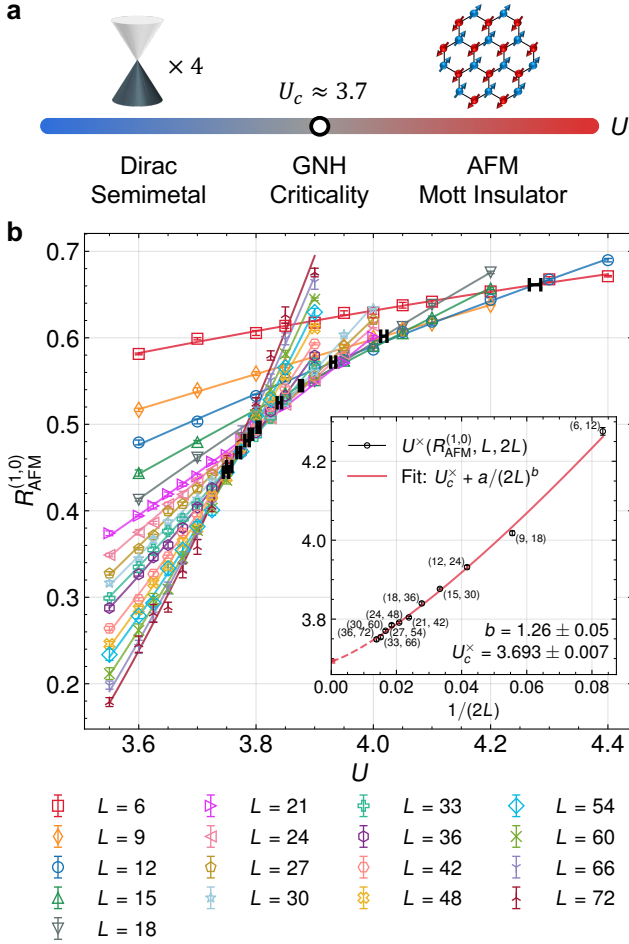 a
× 4
U_c ≈ 3.7
U
Dirac
Semimetal
GNH
Criticality
AFM
Mott Insulator
b
0.7
0.6
0.5
0.4
0.3
0.2
R_AFM^(1,0)
3.6
3.8
4.0
4.2
4.4
U
U^×(R_AFM^(1,0), L, 2L)
Fit: U_c^× + a/(2L)^b
4.2
4.0
3.8
(6, 12)
(9, 18)
(12, 24)
(15, 30)
(18, 36)
(21, 42)
(24, 48)
(27, 54)
(30, 60)
(33, 66)
(36, 72)
b = 1.26 ± 0.05
U_c^× = 3.693 ± 0.007
0.00
0.02
0.04
0.06
0.08
1/(2L)
L = 6
L = 9
L = 12
L = 15
L = 18
L = 21
L = 24
L = 27
L = 30
L = 33
L = 36
L = 42
L = 48
L = 54
L = 60
L = 66
L = 72